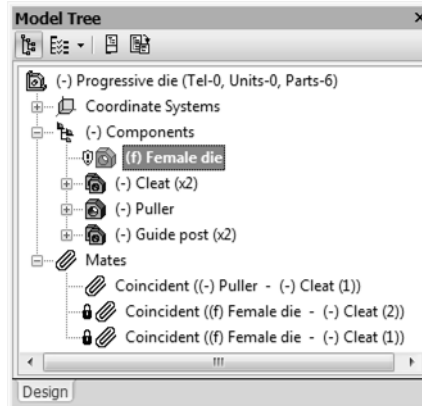 Model Tree
(-) Progressive die (Tel-0, Units-0, Parts-6)
Coordinate Systems
(-) Components
(f) Female die
(-) Cleat (x2)
(-) Puller
(-) Guide post (x2)
Mates
Coincident ((-) Puller - (-) Cleat (1))
Coincident ((f) Female die - (-) Cleat (2))
Coincident ((f) Female die - (-) Cleat (1))
Design